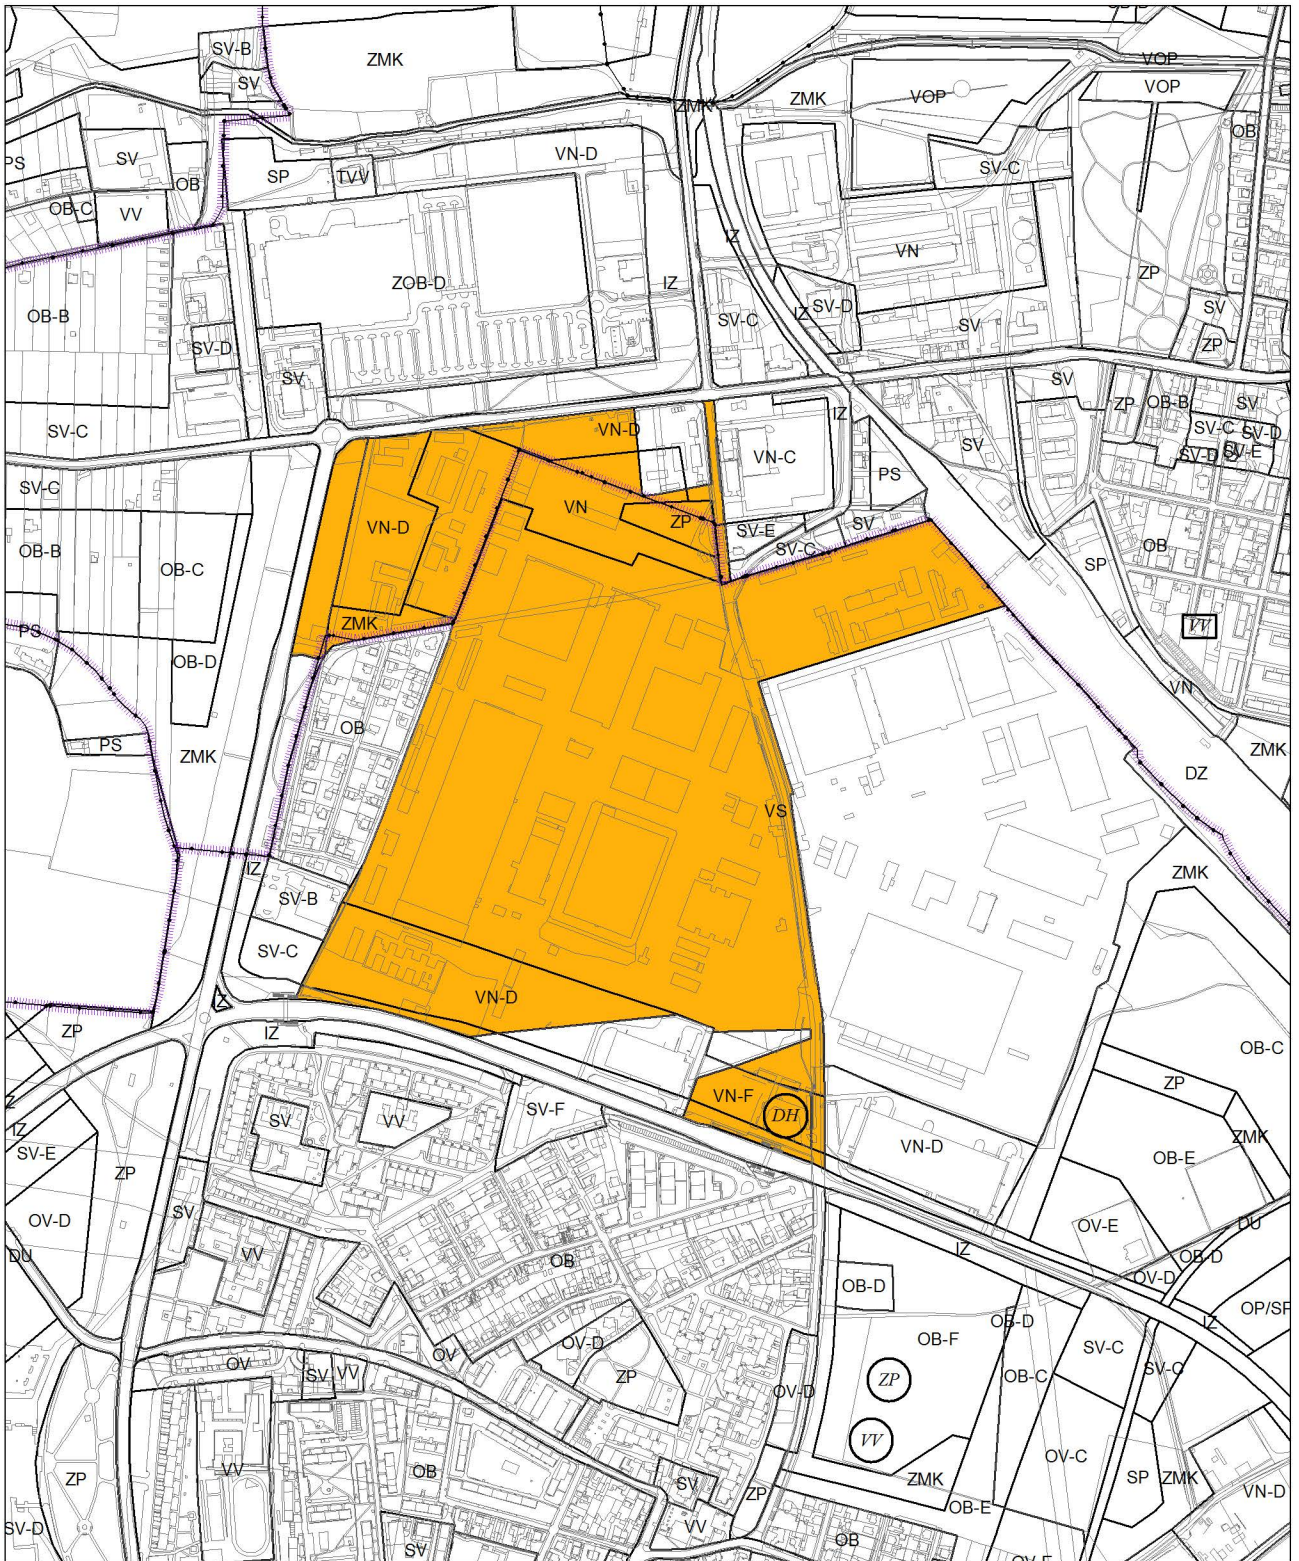 OB-B
SV-B
ZMK
SV
ZMK
VOP
ZMK
VOP
VOP
OB
PS
SV
OB
SP
TVV
VN-D
SV-C
OB-C
VV
IZ
VN
ZP
OB-B
ZOB-D
IZ
SV-C
IZ
SV-D
SV
SV
ZP
SV-D
SV
SV
ZP
OB-B
SV
SV-C
SV-D
SV-D
SV-E
SV-C
VN-D
IZ
VN-C
SV
PS
SV-C
OB-B
OB-C
VN-D
VN
ZP
SV-E
SV
SV-C
OB
SP
PS
ZMK
VV
OB-D
VN
PS
ZMK
OB
ZMK
DZ
VS
IZ
SV-B
ZMK
SV-C
VN-D
IZ
ZP
IZ
OB-C
Z
IZ
SV-E
ZP
SV
VV
SV-F
VN-F
DH
VN-D
ZP
ZMK
OB-E
OV-D
SV
OV-E
DU
DU
VV
OB
IZ
OB-D
OV-D
OB-D
OP/SP
IZ
OB-D
OB-F
SV-C
OV
OV-D
OV
SV
VV
ZP
ZP
OB-C
SV-C
OV-D
VV
ZP
VV
OB
SV
ZP
ZMK
OV-C
SP
ZMK
VN-D
OB-E
SV-D
VV
OB
SV
OV-E